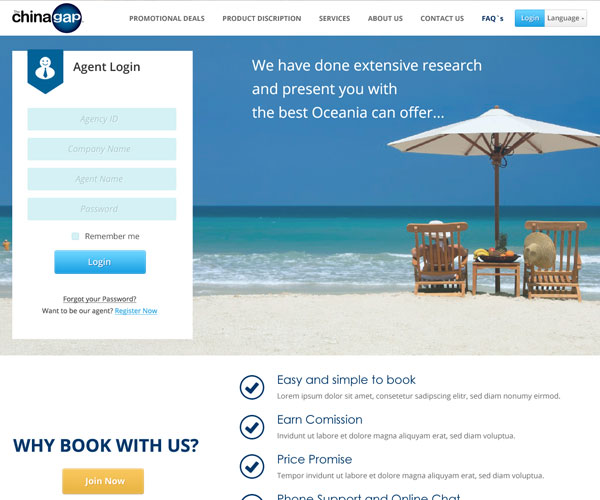 the
chinagap
PROMOTIONAL DEALS PRODUCT DISCRIPTION SERVICES ABOUT US CONTACT US FAQ`s Login Language
Agent Login
Agency ID
Company Name
Agent Name
Password
Remember me
Login
Forgot your Password?
Want to be our agent? Register Now
We have done extensive research
and present you with
the best Oceania can offer...
WHY BOOK WITH US?
Join Now
Easy and simple to book
Lorem ipsum dolor sit amet, consetetur sadipscing elitr, sed diam nonumy eirmod.
Earn Comission
Invidunt ut labore et dolore magna aliquyam erat, sed diam voluptua.
Price Promise
Tempor invidunt ut labore et dolore magna aliquyam erat, sed diam voluptua.
Phone Support and Online Chat